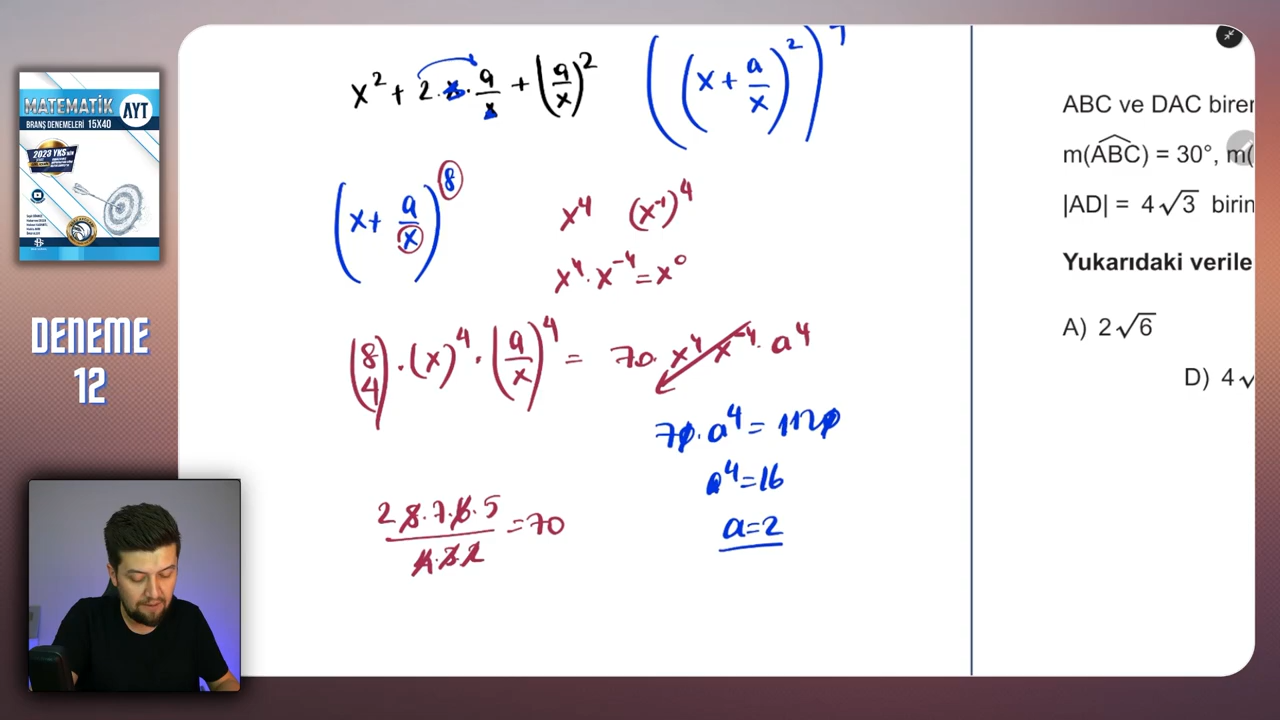 MATEMATİK AYT
BRANŞ DENEMELERİ 15X40
2023 YKS'nin
DENEME
12
x² + 2·x·a/x + (a/x)²
((x + a/x)²)⁴
(x + a/x)⁸
x⁴ (x⁻¹)⁴
x⁴·x⁻⁴ = x⁰
(8 4)·(x)⁴·(a/x)⁴ = 70·x⁴ x⁻⁴·a⁴
70·a⁴ = 1120
a⁴ = 16
a = 2
2 8·7·6·5 / 4·3·2 = 70
ABC ve DAC birer
m(ABC) = 30°, m(
|AD| = 4√3 birin
Yukarıdaki verile
A) 2√6
D) 4√